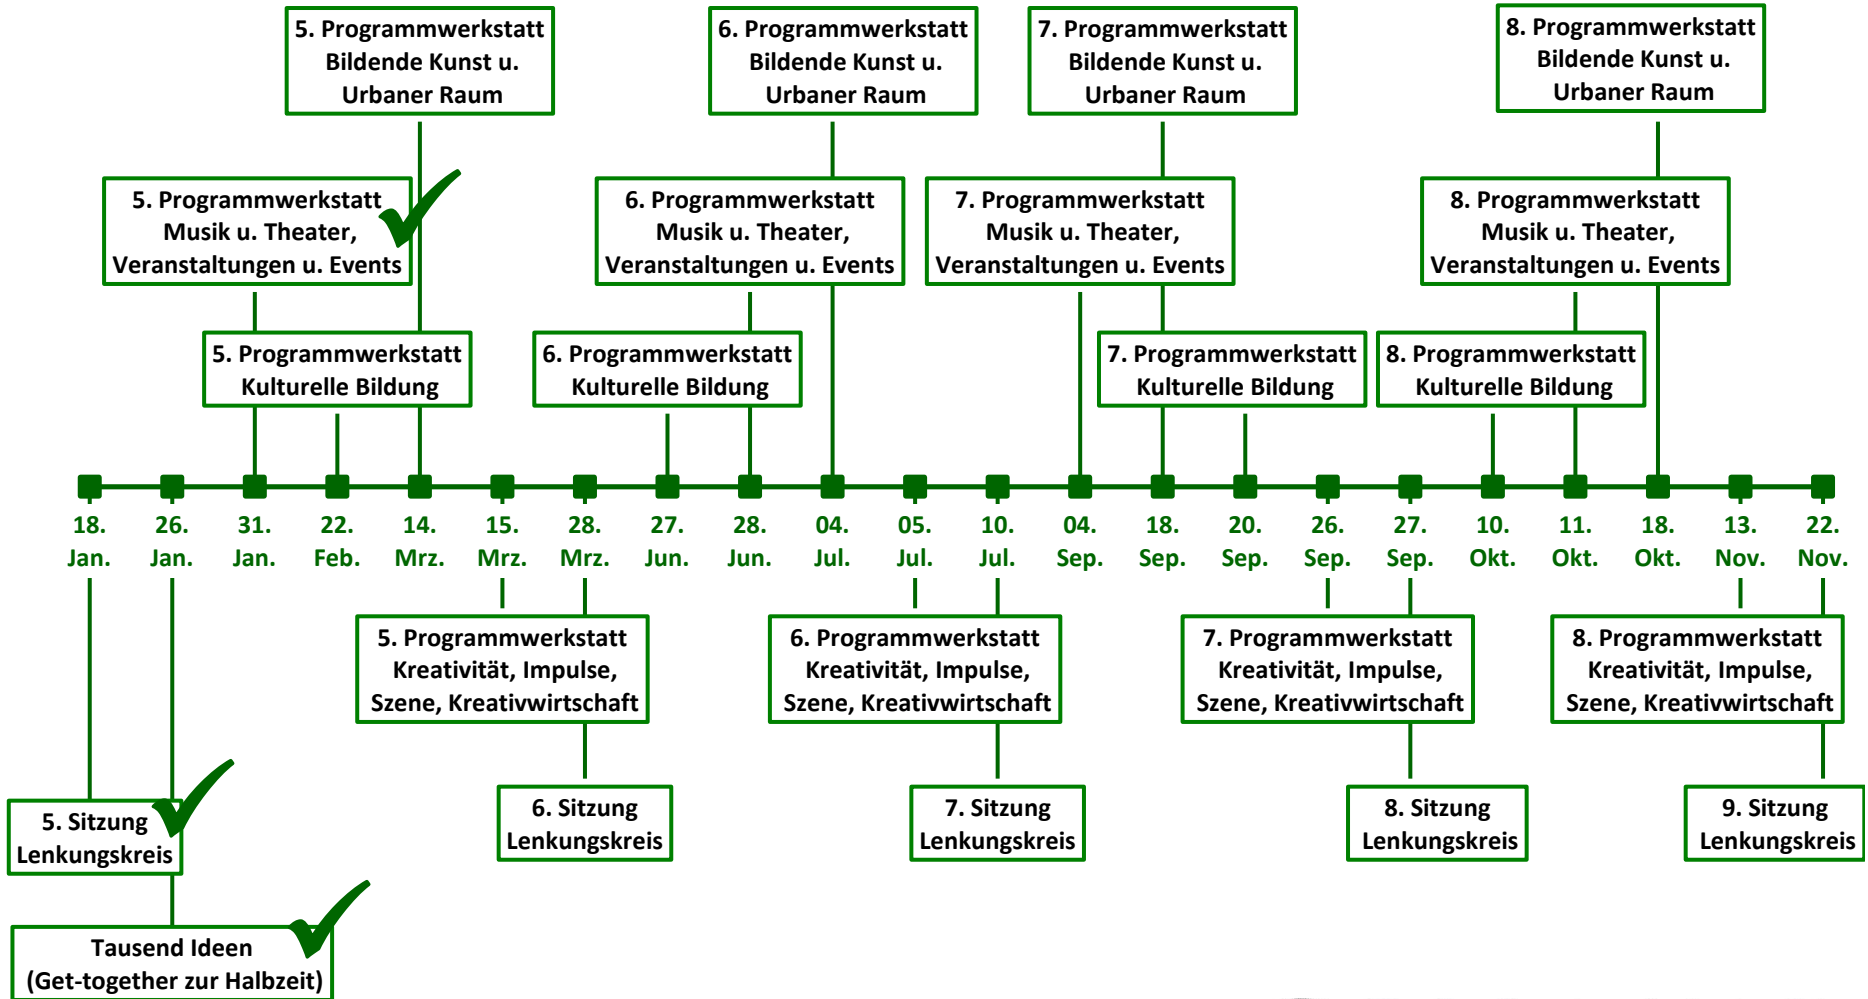 5. Programmwerkstatt
Bildende Kunst u.
Urbaner Raum
6. Programmwerkstatt
Bildende Kunst u.
Urbaner Raum
7. Programmwerkstatt
Bildende Kunst u.
Urbaner Raum
8. Programmwerkstatt
Bildende Kunst u.
Urbaner Raum
5. Programmwerkstatt
Musik u. Theater,
Veranstaltungen u. Events
6. Programmwerkstatt
Musik u. Theater,
Veranstaltungen u. Events
7. Programmwerkstatt
Musik u. Theater,
Veranstaltungen u. Events
8. Programmwerkstatt
Musik u. Theater,
Veranstaltungen u. Events
5. Programmwerkstatt
Kulturelle Bildung
6. Programmwerkstatt
Kulturelle Bildung
7. Programmwerkstatt
Kulturelle Bildung
8. Programmwerkstatt
Kulturelle Bildung
18.
Jan.
26.
Jan.
31.
Jan.
22.
Feb.
14.
Mrz.
15.
Mrz.
28.
Mrz.
27.
Jun.
28.
Jun.
04.
Jul.
05.
Jul.
10.
Jul.
04.
Sep.
18.
Sep.
20.
Sep.
26.
Sep.
27.
Sep.
10.
Okt.
11.
Okt.
18.
Okt.
13.
Nov.
22.
Nov.
5. Programmwerkstatt
Kreativität, Impulse,
Szene, Kreativwirtschaft
6. Programmwerkstatt
Kreativität, Impulse,
Szene, Kreativwirtschaft
7. Programmwerkstatt
Kreativität, Impulse,
Szene, Kreativwirtschaft
8. Programmwerkstatt
Kreativität, Impulse,
Szene, Kreativwirtschaft
5. Sitzung
Lenkungskreis
6. Sitzung
Lenkungskreis
7. Sitzung
Lenkungskreis
8. Sitzung
Lenkungskreis
9. Sitzung
Lenkungskreis
Tausend Ideen
(Get-together zur Halbzeit)